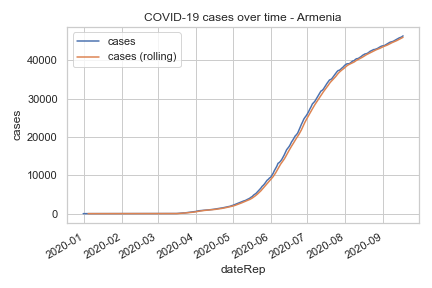 COVID-19 cases over time - Armenia
cases
cases (rolling)
40000
30000
20000
10000
0
cases
2020-01
2020-02
2020-03
2020-04
2020-05
2020-06
2020-07
2020-08
2020-09
dateRep